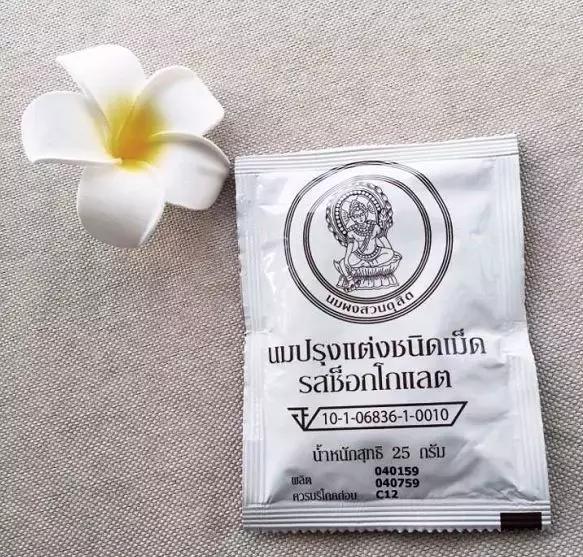 นมผงสวนดุสิต
นมปรุงแต่งชนิดเม็ด
รสช็อกโกแลต
10-1-06836-1-0010
น้ำหนักสุทธิ 25 กรัม
040159
ผลิต 040759
ควรบริโภคก่อน C12